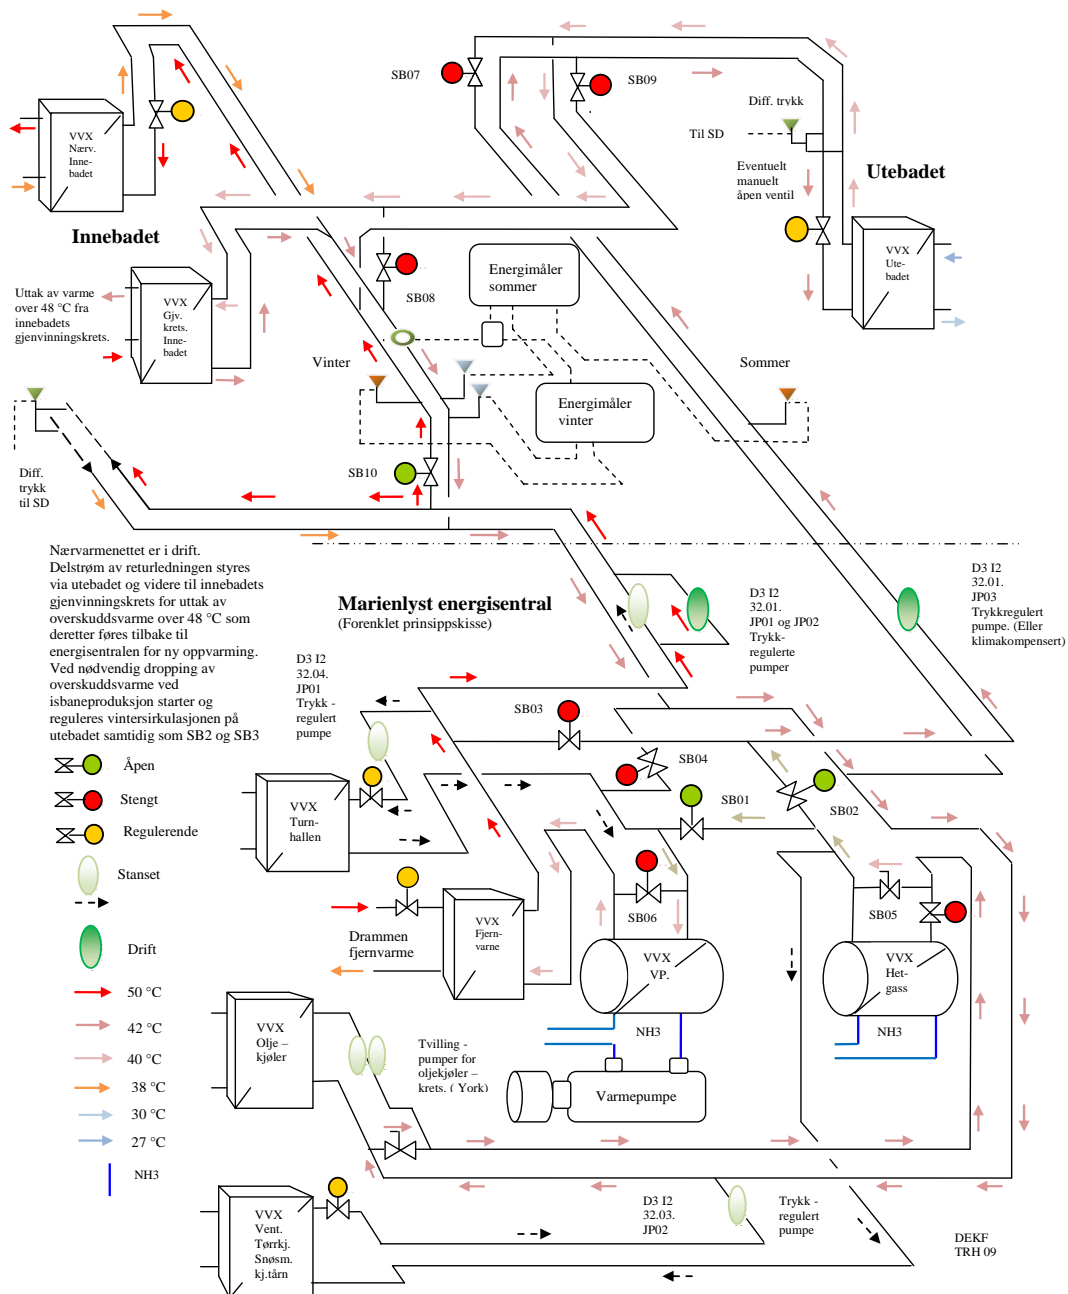 SB07
SB09
Diff. trykk
Til SD
Eventuelt
manuelt
åpen ventil
Utebadet
VVX
Nærv.
Inne-
badet
Innebadet
VVX
Ute-
badet
Energimåler
sommer
SB08
Uttak av varme
over 48 °C fra
innebadets
gjenvinningskrets.
VVX
Gjv.
krets.
Inne-
badet
Vinter
Sommer
Energimåler
vinter
SB10
Diff.
trykk
til SD
Nærvarmenettet er i drift.
Delstrøm av returledningen styres
via utebadet og videre til innebadets
gjenvinningskrets for uttak av
overskuddsvarme over 48 °C som
deretter føres tilbake til
energisentralen for ny oppvarming.
Ved nødvendig dropping av
overskuddsvarme ved
isbaneproduksjon starter og
reguleres vintersirkulasjonen på
utebadet samtidig som SB2 og SB3
Marienlyst energisentral
(Forenklet prinsippskisse)
D3 I2
32.01.
JP01 og JP02
Trykk-
regulerte
pumper
D3 I2
32.01.
JP03
Trykkregulert
pumpe. (Eller
klimakompensert)
D3 I2
32.04.
JP01
Trykk -
regulert
pumpe
SB03
SB04
SB01
SB02
Åpen
Stengt
Regulerende
Stanset
Drift
50 °C
42 °C
40 °C
38 °C
30 °C
27 °C
NH3
VVX
Turn-
hallen
SB06
SB05
Drammen
fjernvarme
VVX
Fjern-
varne
VVX
VP.
VVX
Het-
gass
NH3
NH3
VVX
Olje –
kjøler
Tvilling -
pumper for
oljekjøler –
krets. ( York)
Varmepumpe
VVX
Vent.
Tørrkj.
Snøsm.
kj.tårn
D3 I2
32.03.
JP02
Trykk -
regulert
pumpe
DEKF
TRH 09